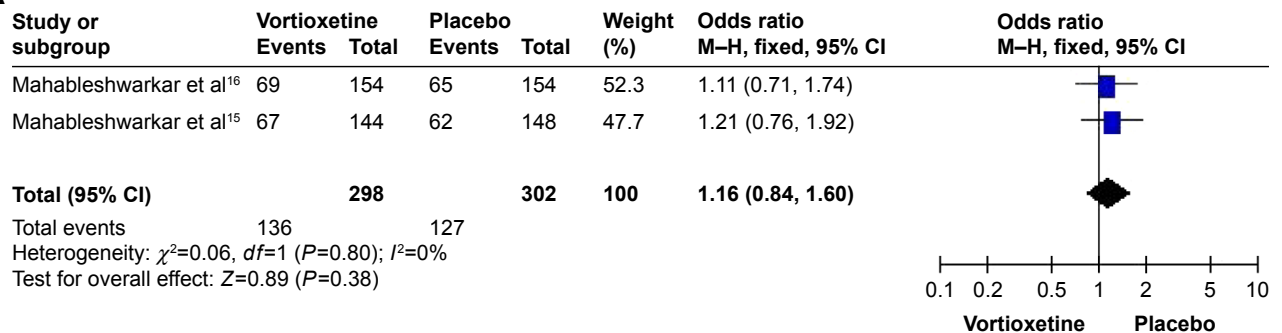 Study or subgroup Vortioxetine Placebo Weight (%) Odds ratio M–H, fixed, 95% CI Odds ratio M–H, fixed, 95% CI
Events Total Events Total
Mahableshwarkar et al16 69 154 65 154 52.3 1.11 (0.71, 1.74)
Mahableshwarkar et al15 67 144 62 148 47.7 1.21 (0.76, 1.92)
Total (95% CI) 298 302 100 1.16 (0.84, 1.60)
Total events 136 127
Heterogeneity: χ²=0.06, df=1 (P=0.80); I²=0%
Test for overall effect: Z=0.89 (P=0.38)
0.1 0.2 0.5 1 2 5 10
Vortioxetine Placebo